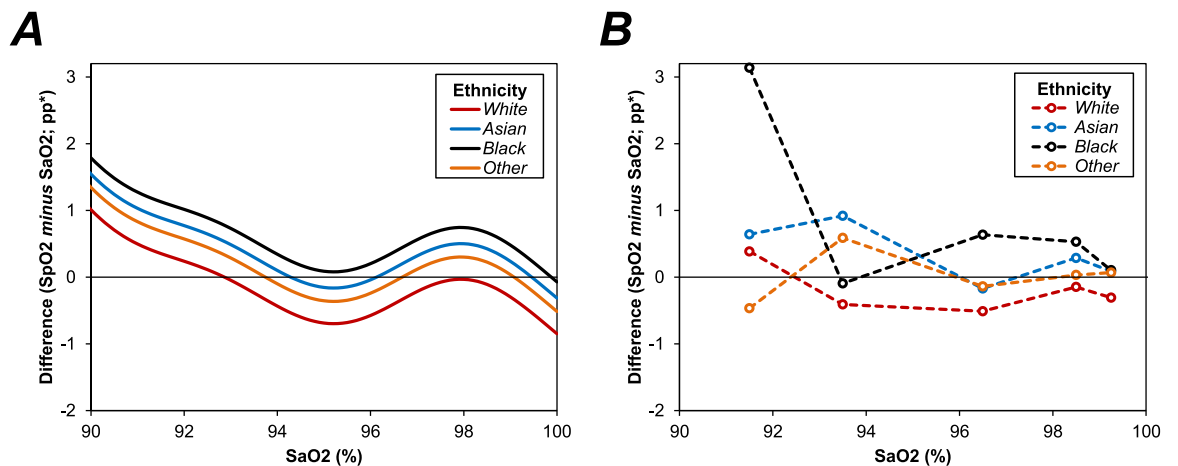 A
Difference (SpO2 minus SaO2; pp*)
3
2
1
0
-1
-2
90
92
94
96
98
100
SaO2 (%)
Ethnicity
White
Asian
Black
Other
B
Difference (SpO2 minus SaO2; pp*)
3
2
1
0
-1
-2
90
92
94
96
98
100
SaO2 (%)
Ethnicity
White
Asian
Black
Other